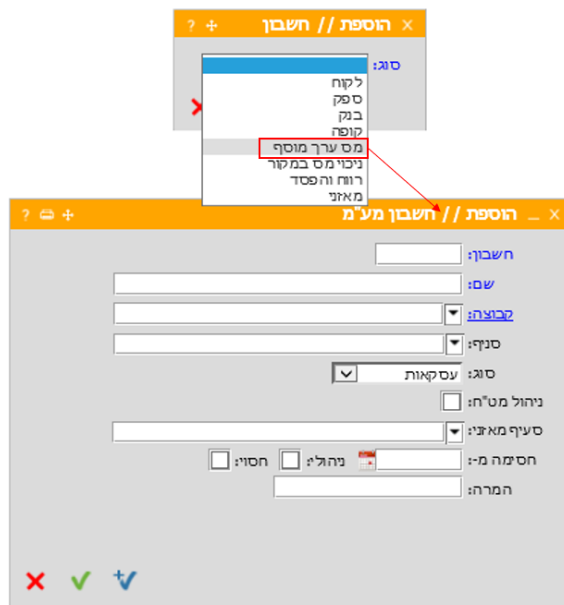 הוספת // חשבון
סוג:
לקוח
ספק
בנק
קופה
מס ערך מוסף
ניכוי מס במקור
רווח והפסד
מאזני
הוספת // חשבון מע"מ
חשבון:
שם:
קבוצה:
סניף:
סוג: עסקאות
ניהול מט"ח:
סעיף מאזני:
חסימה מ-: ניהולי: חסוי:
המרה: